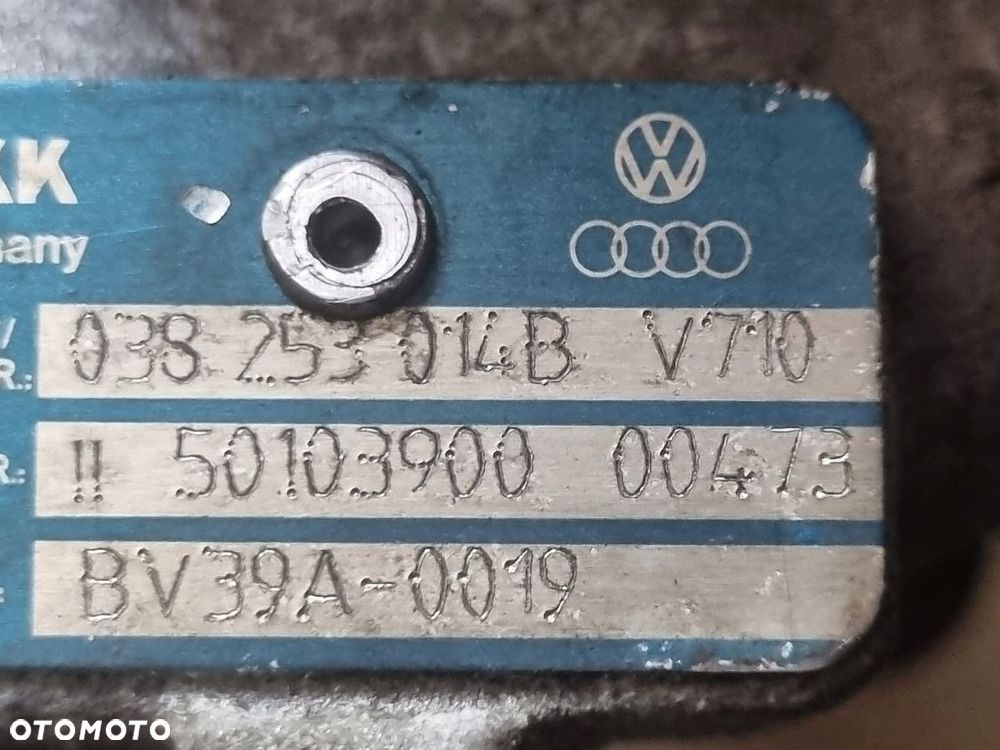 KK
many
038 253 014B V710
R.:
!! 50103900 00473
R.:
BV39A-0019
OTOMOTO